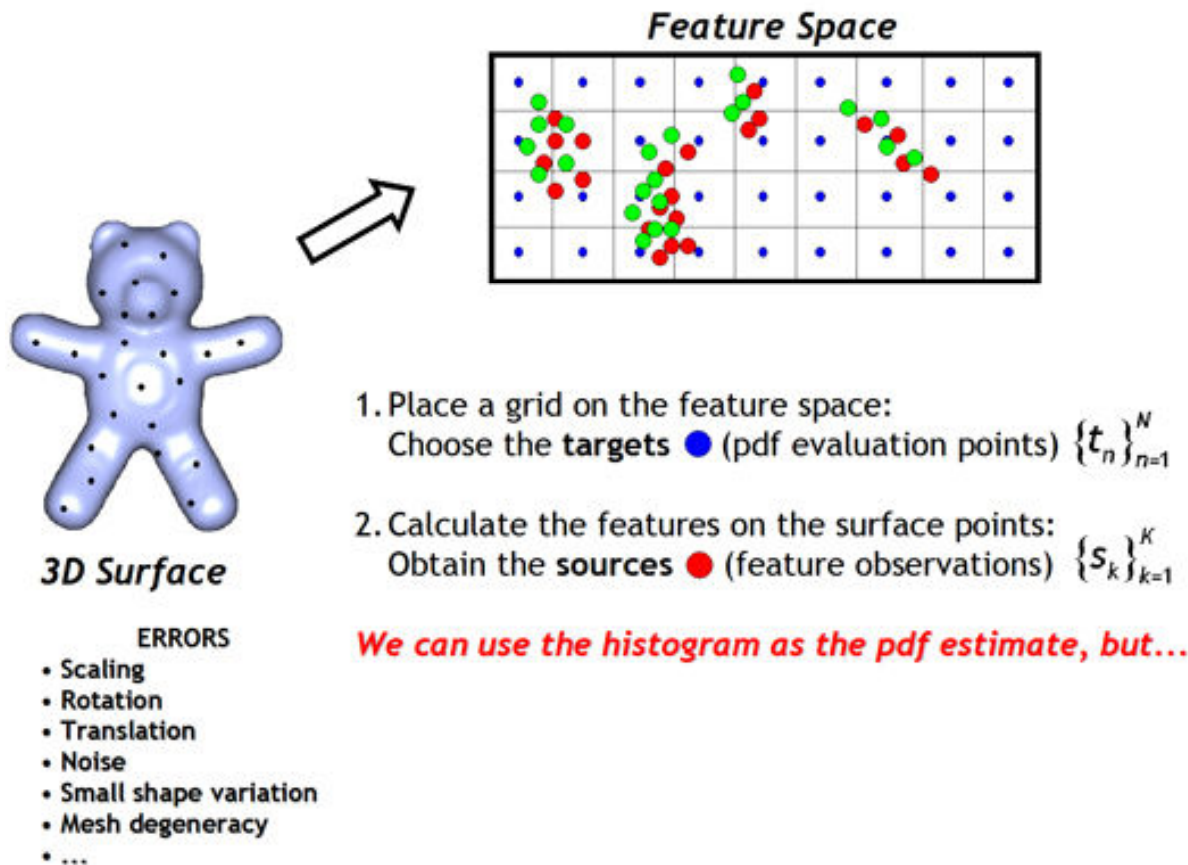 Feature Space
1. Place a grid on the feature space:
Choose the targets (pdf evaluation points) {t_n}_{n=1}^{N}
2. Calculate the features on the surface points:
Obtain the sources (feature observations) {s_k}_{k=1}^{K}
We can use the histogram as the pdf estimate, but...
3D Surface
ERRORS
• Scaling
• Rotation
• Translation
• Noise
• Small shape variation
• Mesh degeneracy
• ...